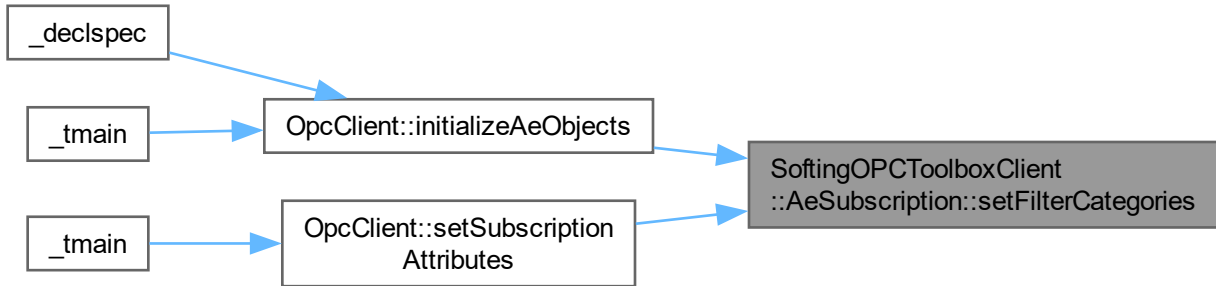 _declspec
_tmain
OpcClient::initializeAeObjects
SoftingOPCToolboxClient
::AeSubscription::setFilterCategories
_tmain
OpcClient::setSubscription
Attributes